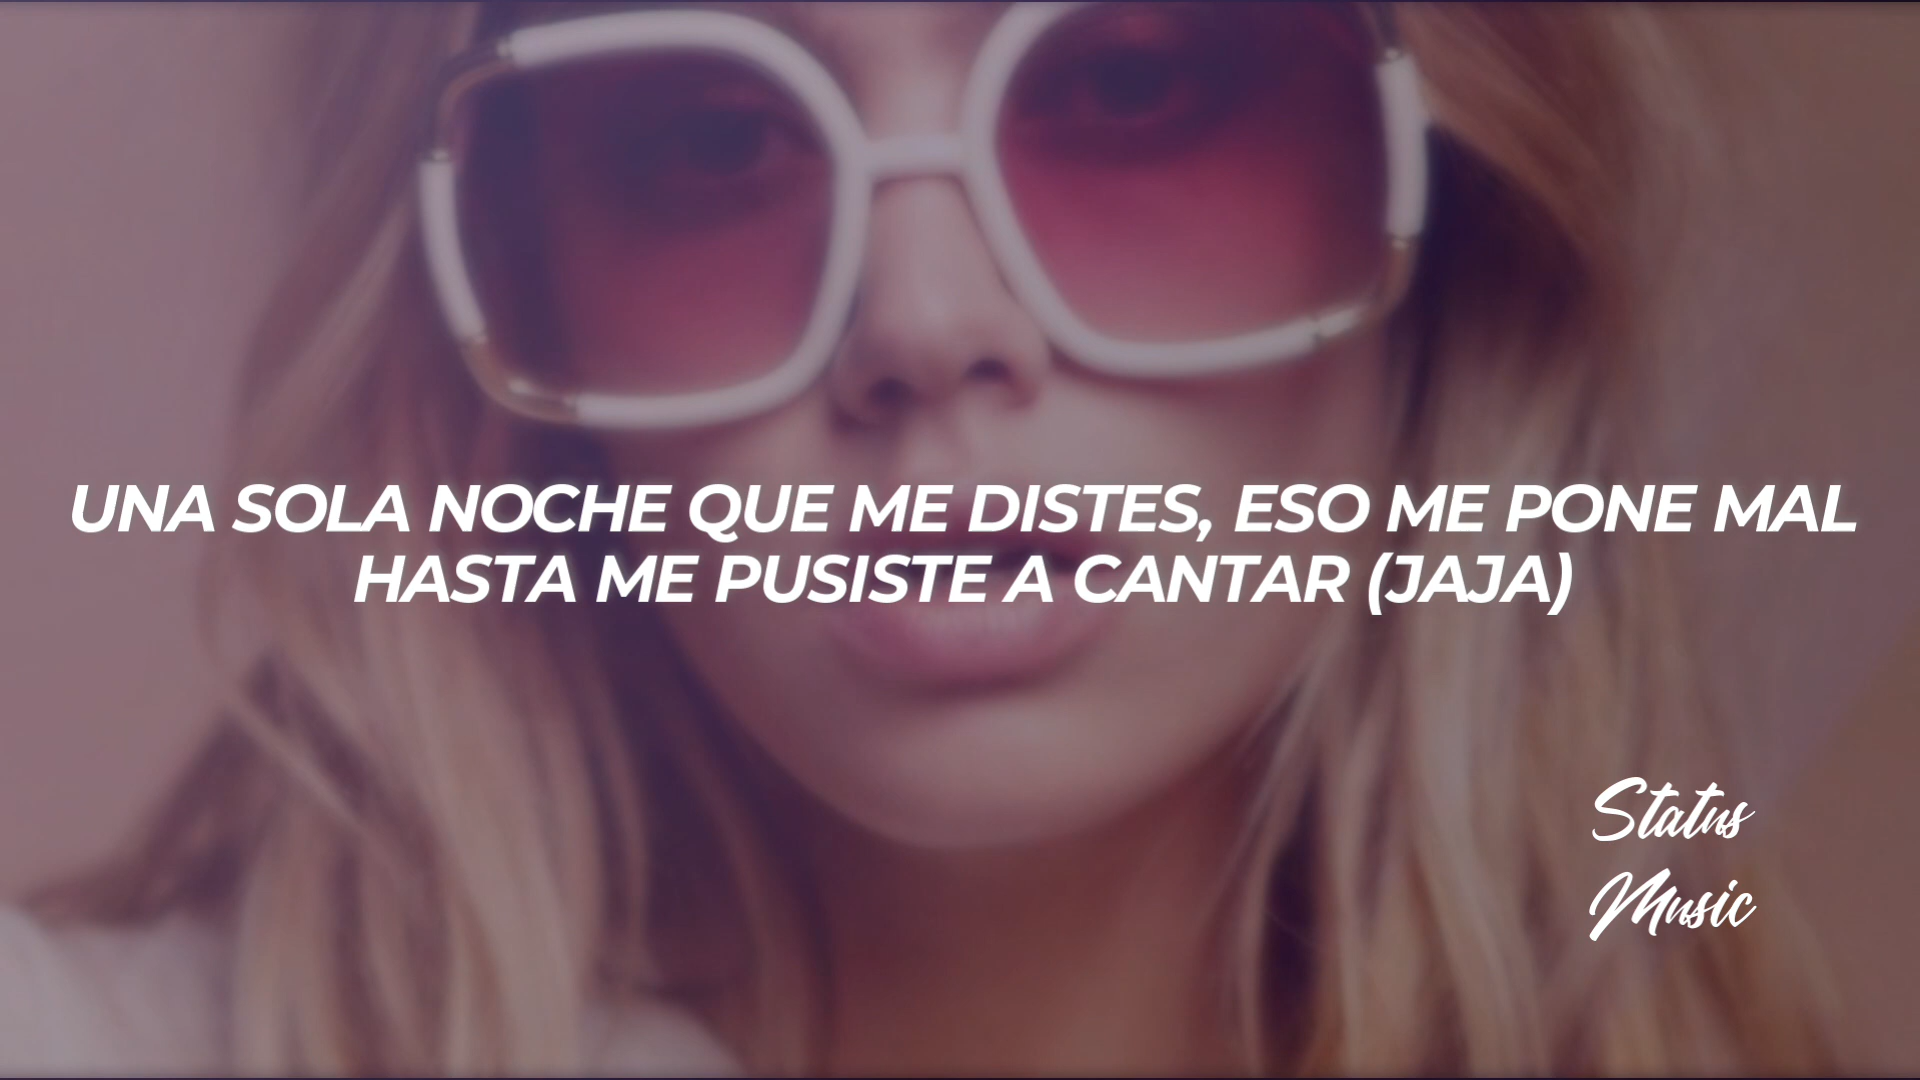 UNA SOLA NOCHE QUE ME DISTES, ESO ME PONE MAL
HASTA ME PUSISTE A CANTAR (JAJA)
Status
Music